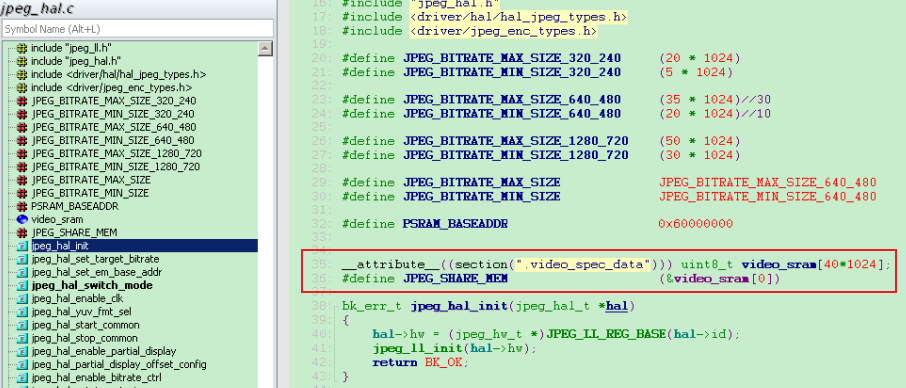 jpeg_hal.c
Symbol Name (Alt+L)
include "jpeg_ll.h"
include "jpeg_hal.h"
include <driver/hal/hal_jpeg_types.h>
include <driver/jpeg_enc_types.h>
JPEG_BITRATE_MAX_SIZE_320_240
JPEG_BITRATE_MIN_SIZE_320_240
JPEG_BITRATE_MAX_SIZE_640_480
JPEG_BITRATE_MIN_SIZE_640_480
JPEG_BITRATE_MAX_SIZE_1280_720
JPEG_BITRATE_MIN_SIZE_1280_720
JPEG_BITRATE_MAX_SIZE
JPEG_BITRATE_MIN_SIZE
PSRAM_BASEADDR
video_sram
JPEG_SHARE_MEM
jpeg_hal_init
jpeg_hal_set_target_bitrate
jpeg_hal_set_em_base_addr
jpeg_hal_switch_mode
jpeg_hal_enable_clk
jpeg_hal_yuv_fmt_sel
jpeg_hal_start_common
jpeg_hal_stop_common
jpeg_hal_enable_partial_display
jpeg_hal_partial_display_offset_config
jpeg_hal_enable_bitrate_ctrl
16: #include "jpeg_hal.h"
17: #include <driver/hal/hal_jpeg_types.h>
18: #include <driver/jpeg_enc_types.h>
19:
20: #define JPEG_BITRATE_MAX_SIZE_320_240 (20 * 1024)
21: #define JPEG_BITRATE_MIN_SIZE_320_240 (5 * 1024)
22:
23: #define JPEG_BITRATE_MAX_SIZE_640_480 (35 * 1024)//30
24: #define JPEG_BITRATE_MIN_SIZE_640_480 (20 * 1024)//10
25:
26: #define JPEG_BITRATE_MAX_SIZE_1280_720 (50 * 1024)
27: #define JPEG_BITRATE_MIN_SIZE_1280_720 (30 * 1024)
28:
29: #define JPEG_BITRATE_MAX_SIZE JPEG_BITRATE_MAX_SIZE_640_480
30: #define JPEG_BITRATE_MIN_SIZE JPEG_BITRATE_MIN_SIZE_640_480
31:
32: #define PSRAM_BASEADDR 0x60000000
33:
34:
35: __attribute__((section(".video_spec_data"))) uint8_t video_sram[40*1024];
36: #define JPEG_SHARE_MEM (&video_sram[0])
37:
38: bk_err_t jpeg_hal_init(jpeg_hal_t *hal)
39: {
40: hal->hw = (jpeg_hw_t *)JPEG_LL_REG_BASE(hal->id);
41: jpeg_ll_init(hal->hw);
42: return BK_OK;
43: }